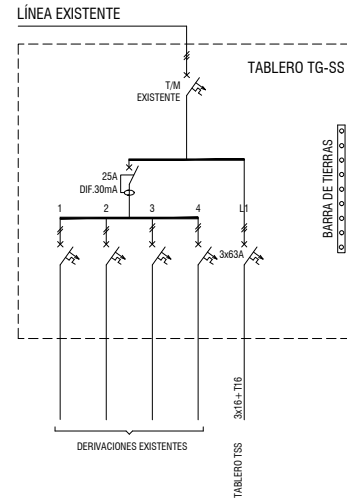 LÍNEA EXISTENTE
TABLERO TG-SS
T/M
EXISTENTE
BARRA DE TIERRAS
25A
DIF.30mA
1 2 3 4 L1
3x63A
3x16+T16
DERIVACIONES EXISTENTES
TABLERO TSS